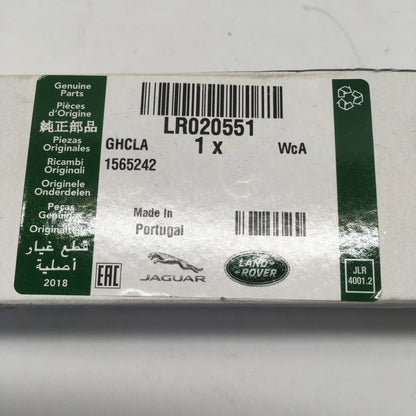 Genuine
Parts
Pièces
d'Origine
純正部品
Piezas
Originales
Ricambi
Originali
Originele
Onderdelen
Peças
Genuínas
Originalteile
قطع غيار
أصلية
2018
LR020551
GHCLA 1 x WcA
1565242
Made In
Portugal
EAC
JAGUAR
LAND-
ROVER
JLR
4001.2